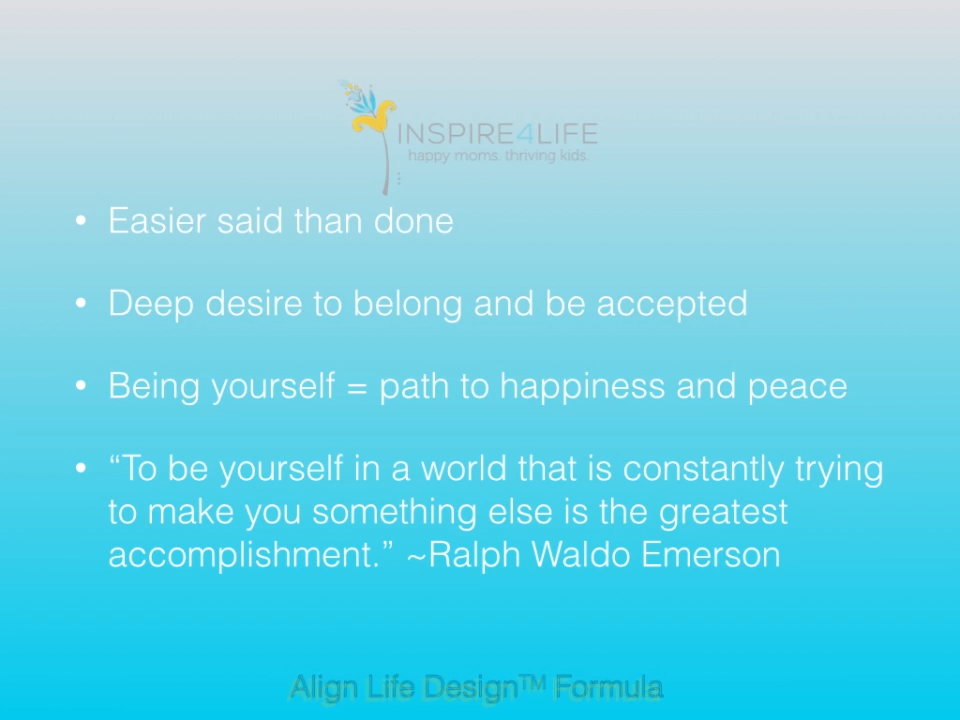 INSPIRE4LIFE
happy moms. thriving kids.
• Easier said than done
• Deep desire to belong and be accepted
• Being yourself = path to happiness and peace
• “To be yourself in a world that is constantly trying
to make you something else is the greatest
accomplishment.” ~Ralph Waldo Emerson
Align Life Design™ Formula